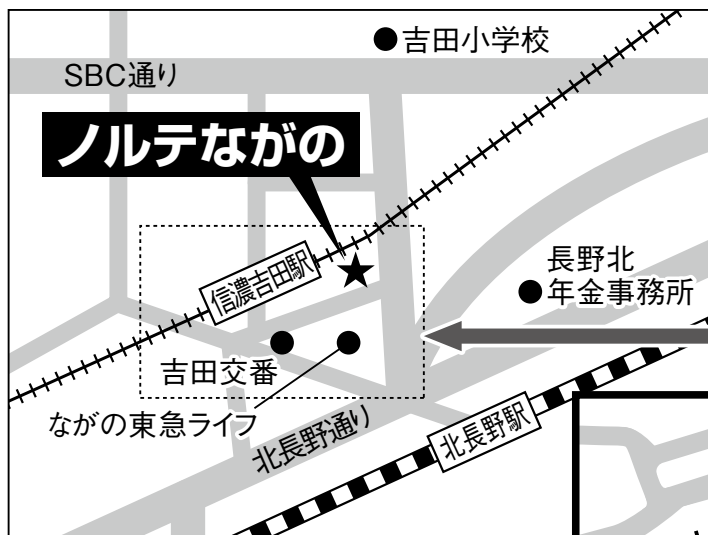 吉田小学校
SBC通り
ノルテながの
信濃吉田駅
長野北
年金事務所
吉田交番
ながの東急ライフ
北長野通り
北長野駅